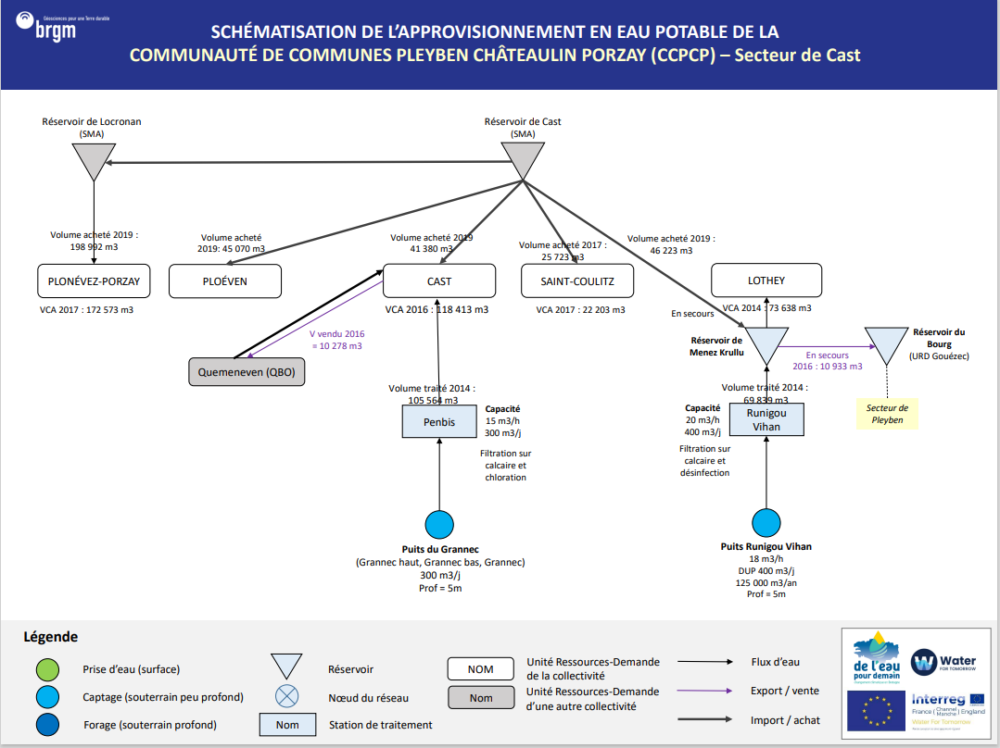 Géosciences pour une Terre durable
brgm
SCHÉMATISATION DE L'APPROVISIONNEMENT EN EAU POTABLE DE LA
COMMUNAUTÉ DE COMMUNES PLEYBEN CHÂTEAULIN PORZAY (CCPCP) – Secteur de Cast
Réservoir de Locronan
(SMA)
Réservoir de Cast
(SMA)
Volume acheté 2019 :
198 992 m3
Volume acheté
2019: 45 070 m3
Volume acheté 2019
41 380 m3
Volume acheté 2017 :
25 723 m3
Volume acheté 2019 :
46 223 m3
PLONÉVEZ-PORZAY
PLOÉVEN
CAST
SAINT-COULITZ
LOTHEY
VCA 2017 : 172 573 m3
VCA 2016 : 118 413 m3
VCA 2017 : 22 203 m3
VCA 2014 : 73 638 m3
En secours
V vendu 2016
= 10 278 m3
Quemeneven (QBO)
Réservoir de
Menez Krullu
En secours
2016 : 10 933 m3
Réservoir du
Bourg
(URD Gouézec)
Volume traité 2014 :
105 564 m3
Penbis
Capacité
15 m3/h
300 m3/j
Filtration sur
calcaire et
chloration
Volume traité 2014 :
69 839 m3
Capacité
20 m3/h
400 m3/j
Runigou
Vihan
Filtration sur
calcaire et
désinfection
Secteur de
Pleyben
Puits du Grannec
(Grannec haut, Grannec bas, Grannec)
300 m3/j
Prof = 5m
Puits Runigou Vihan
18 m3/h
DUP 400 m3/j
125 000 m3/an
Prof = 5m
Légende
Prise d'eau (surface)
Captage (souterrain peu profond)
Forage (souterrain profond)
Réservoir
Nœud du réseau
Nom
Station de traitement
NOM
Unité Ressources-Demande
de la collectivité
Nom
Unité Ressources-Demande
d'une autre collectivité
Flux d'eau
Export / vente
Import / achat
de l'eau
pour demain
W Water
FOR TOMORROW
Interreg
France ( Channel Manche ) England
Water For Tomorrow